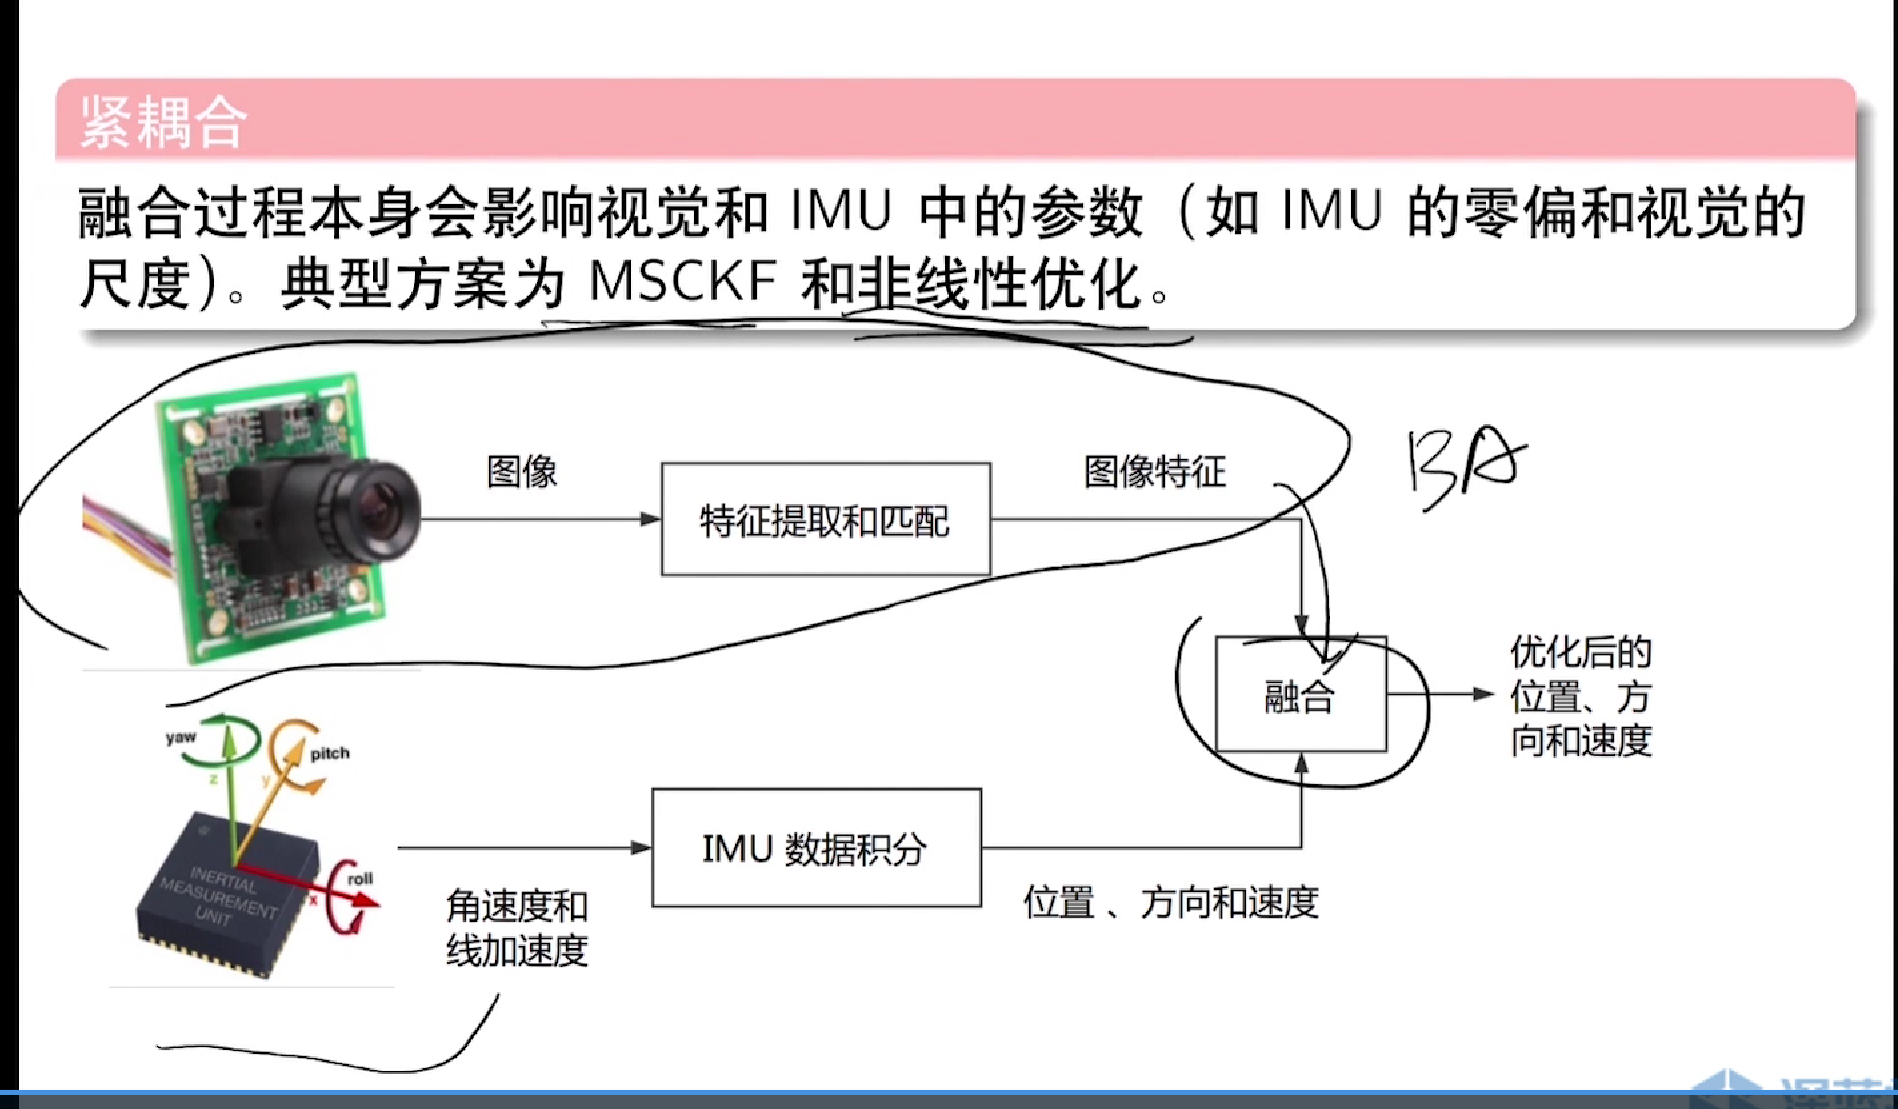 紧耦合
融合过程本身会影响视觉和 IMU 中的参数（如 IMU 的零偏和视觉的
尺度）。典型方案为 MSCKF 和非线性优化。
图像
特征提取和匹配
图像特征
BA
融合
优化后的
位置、方
向和速度
yaw
pitch
z
y
roll
x
INERTIAL
MEASUREMENT
UNIT
角速度和
线加速度
IMU 数据积分
位置 、方向和速度